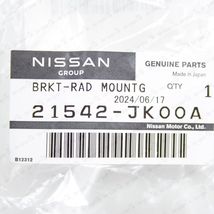 NISSAN
GROUP
GENUINE PARTS
Made in Japan
BRKT-RAD MOUNTG
QTY
1
2024/06/17
21542-JK00A
Nissan Motor Co., Ltd.
B12312